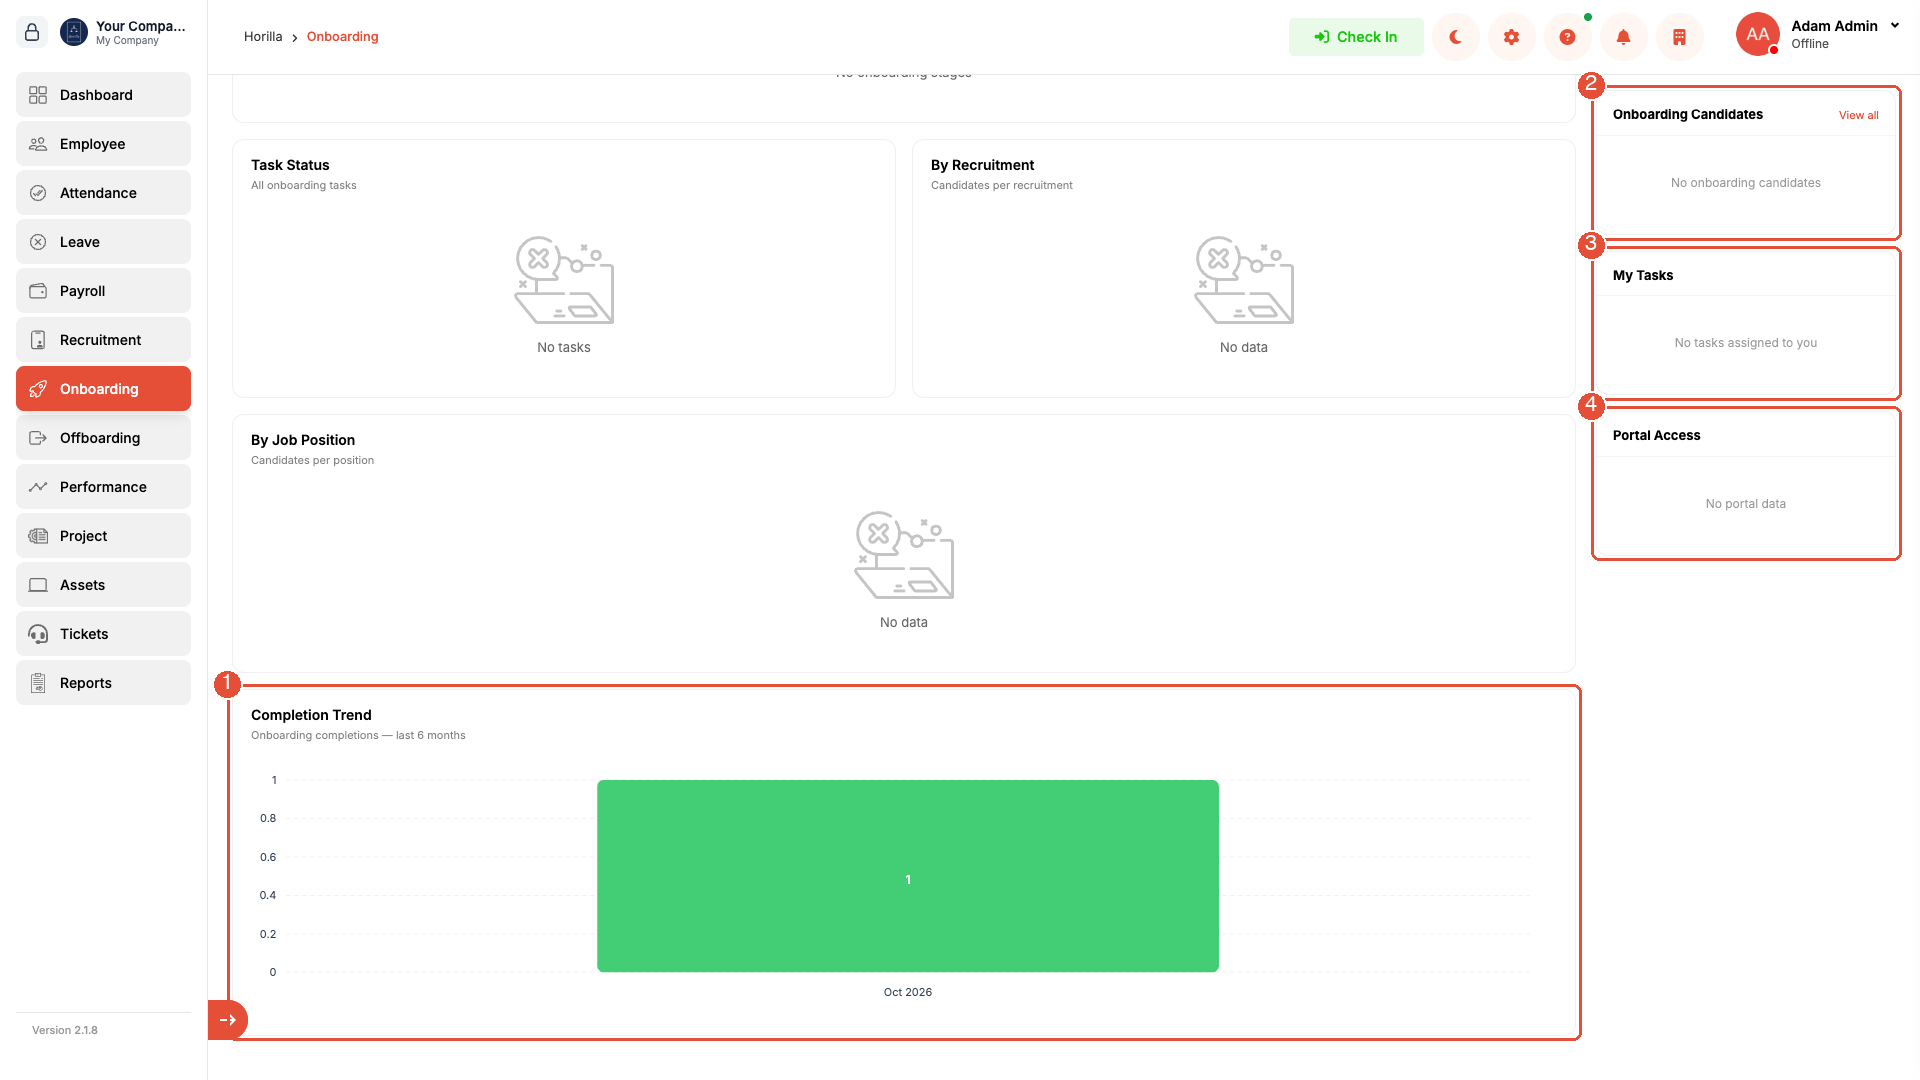 Your Compa...
My Company
Dashboard
Employee
Attendance
Leave
Payroll
Recruitment
Onboarding
Offboarding
Performance
Project
Assets
Tickets
Reports
Version 2.1.8
Horilla > Onboarding
Check In
AA
Adam Admin
Offline
No onboarding stages
Task Status
All onboarding tasks
No tasks
By Recruitment
Candidates per recruitment
No data
By Job Position
Candidates per position
No data
1
Completion Trend
Onboarding completions — last 6 months
1
0.8
0.6
0.4
0.2
0
1
Oct 2026
2
Onboarding Candidates
View all
No onboarding candidates
3
My Tasks
No tasks assigned to you
4
Portal Access
No portal data